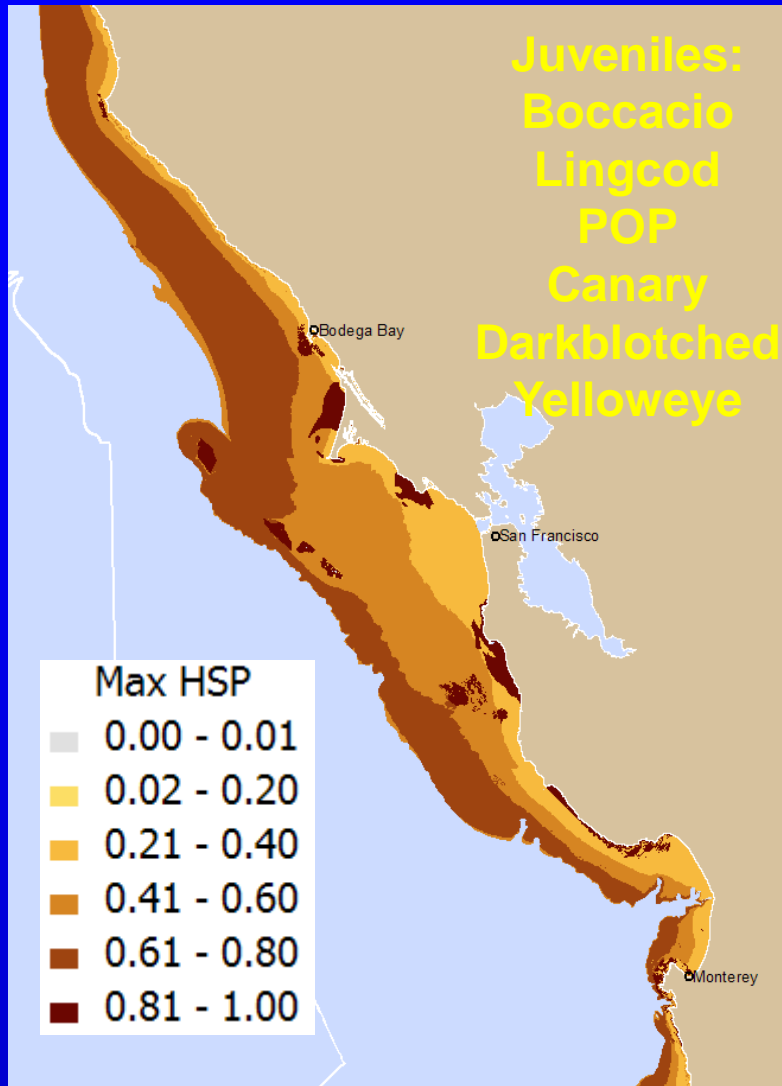 Juveniles:
Boccacio
Lingcod
POP
Canary
Darkblotched
Yelloweye
Bodega Bay
San Francisco
Monterey
Max HSP
0.00 - 0.01
0.02 - 0.20
0.21 - 0.40
0.41 - 0.60
0.61 - 0.80
0.81 - 1.00